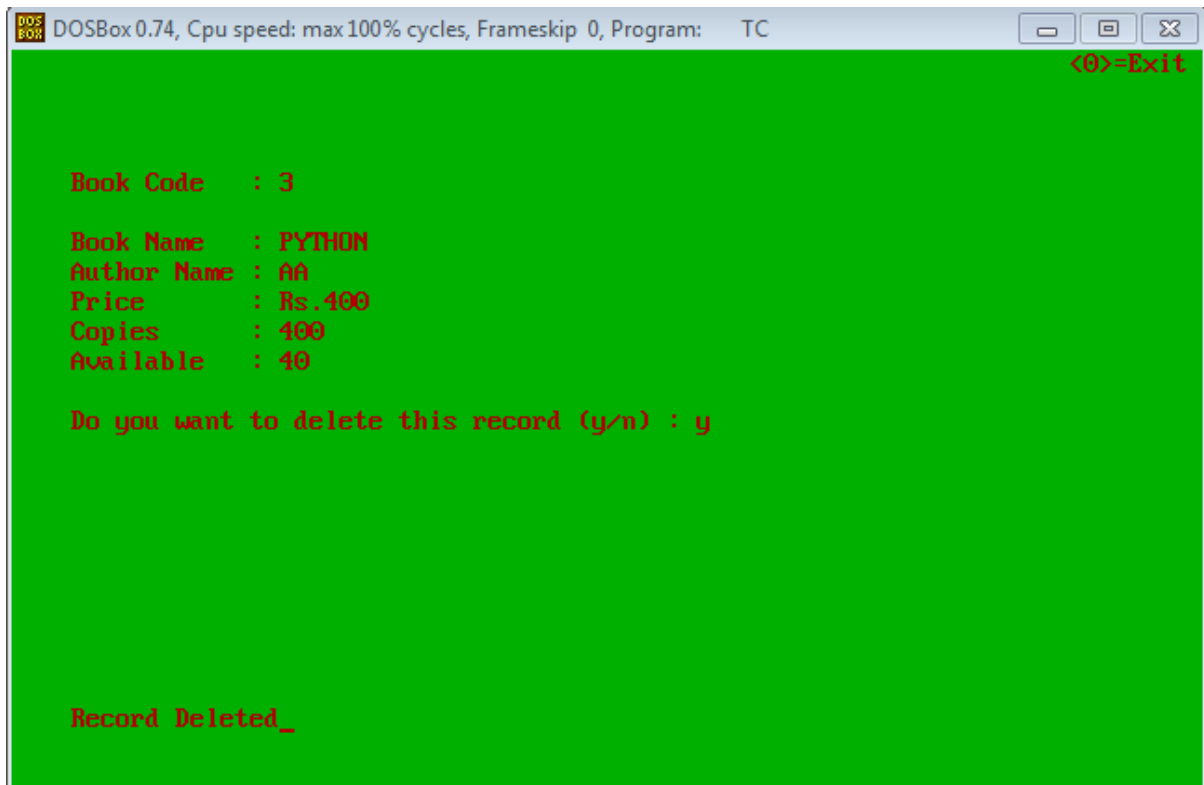 DOS BOX DOSBox 0.74, Cpu speed: max 100% cycles, Frameskip 0, Program: TC
<0>=Exit
Book Code : 3
Book Name : PYTHON
Author Name : AA
Price : Rs.400
Copies : 400
Available : 40
Do you want to delete this record (y/n) : y
Record Deleted_